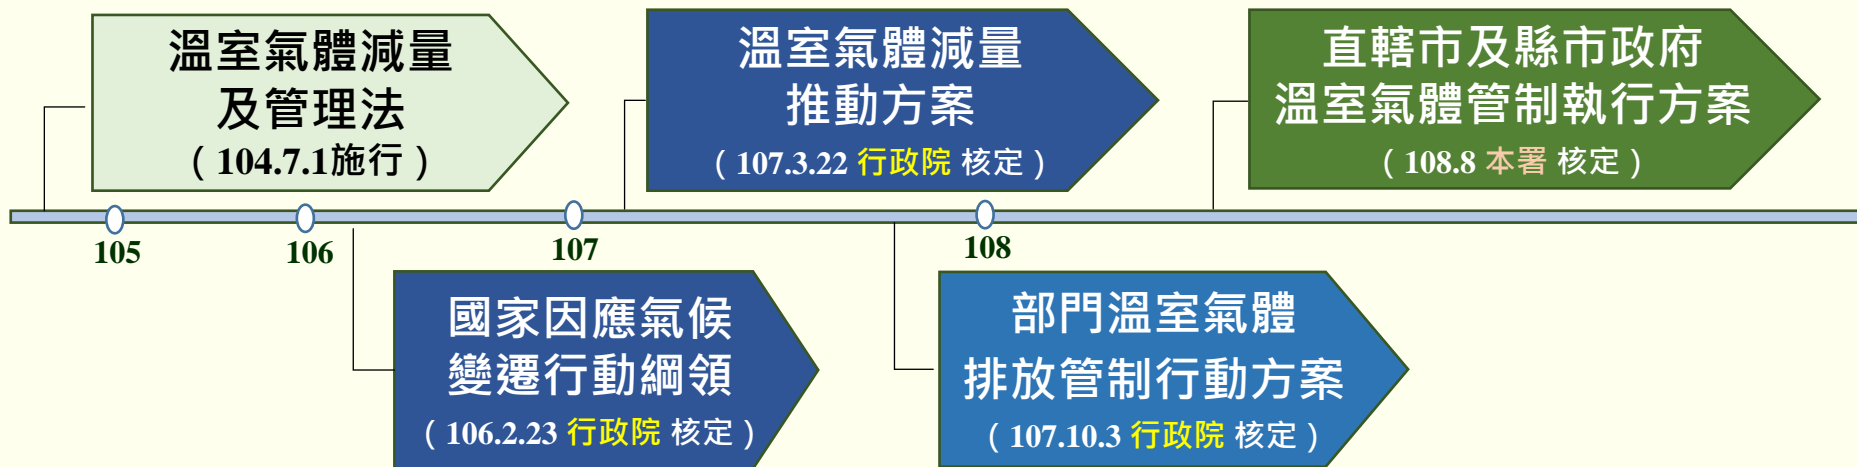 溫室氣體減量
及管理法
（104.7.1施行）
溫室氣體減量
推動方案
（107.3.22 行政院 核定）
直轄市及縣市政府
溫室氣體管制執行方案
（108.8 本署 核定）
105
106
107
108
國家因應氣候
變遷行動綱領
（106.2.23 行政院 核定）
部門溫室氣體
排放管制行動方案
（107.10.3 行政院 核定）